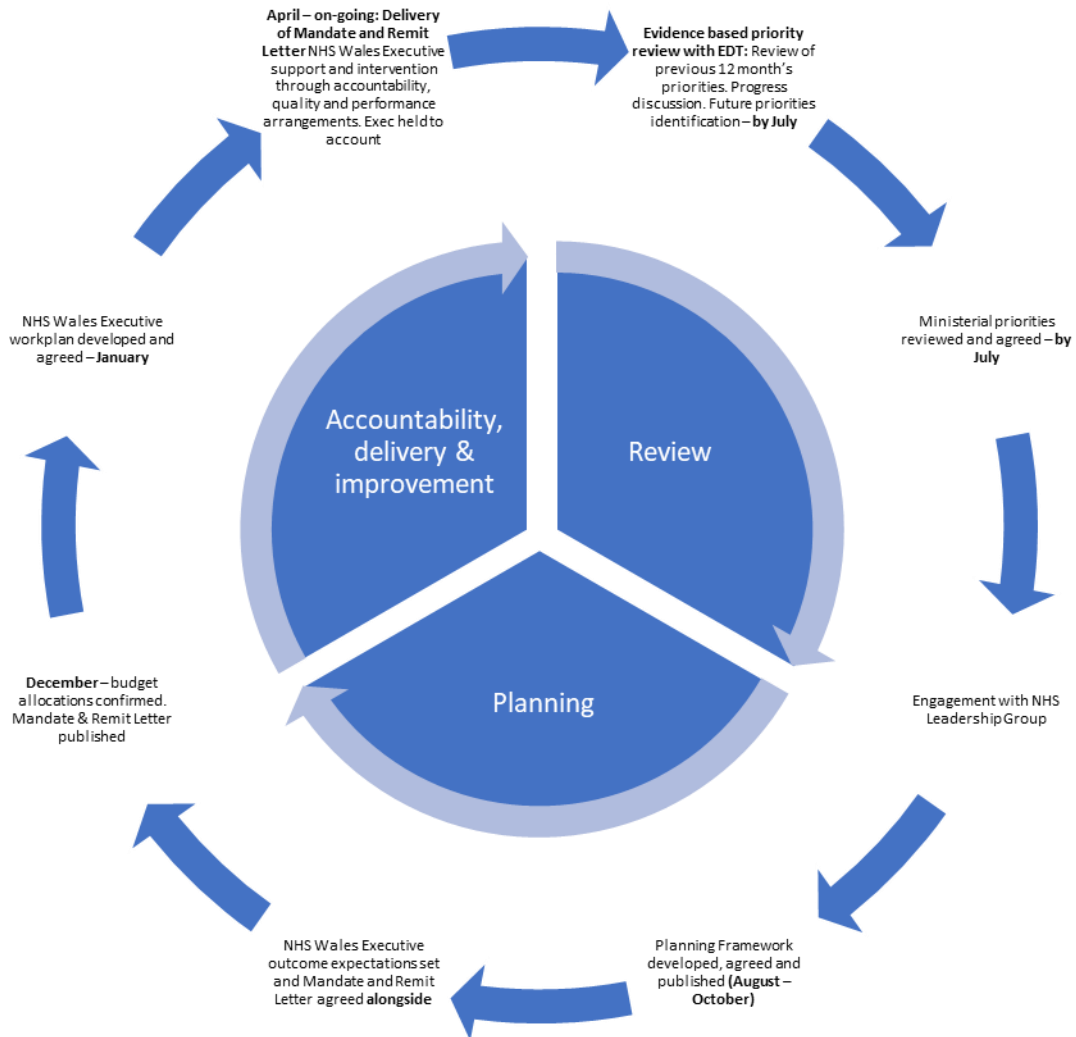 April – on-going: Delivery
of Mandate and Remit
Letter NHS Wales Executive
support and intervention
through accountability,
quality and performance
arrangements. Exec held to
account
Evidence based priority
review with EDT: Review of
previous 12 month's
priorities. Progress
discussion. Future priorities
identification – by July
Ministerial priorities
reviewed and agreed – by
July
Engagement with NHS
Leadership Group
Planning Framework
developed, agreed and
published (August –
October)
NHS Wales Executive
outcome expectations set
and Mandate and Remit
Letter agreed alongside
December – budget
allocations confirmed.
Mandate & Remit Letter
published
NHS Wales Executive
workplan developed and
agreed – January
Accountability,
delivery &
improvement
Review
Planning